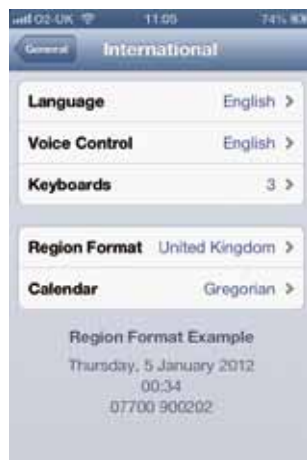 O2-UK 11:05 74%
General International
Language English
Voice Control English
Keyboards 3
Region Format United Kingdom
Calendar Gregorian
Region Format Example
Thursday, 5 January 2012
00:34
07700 900202